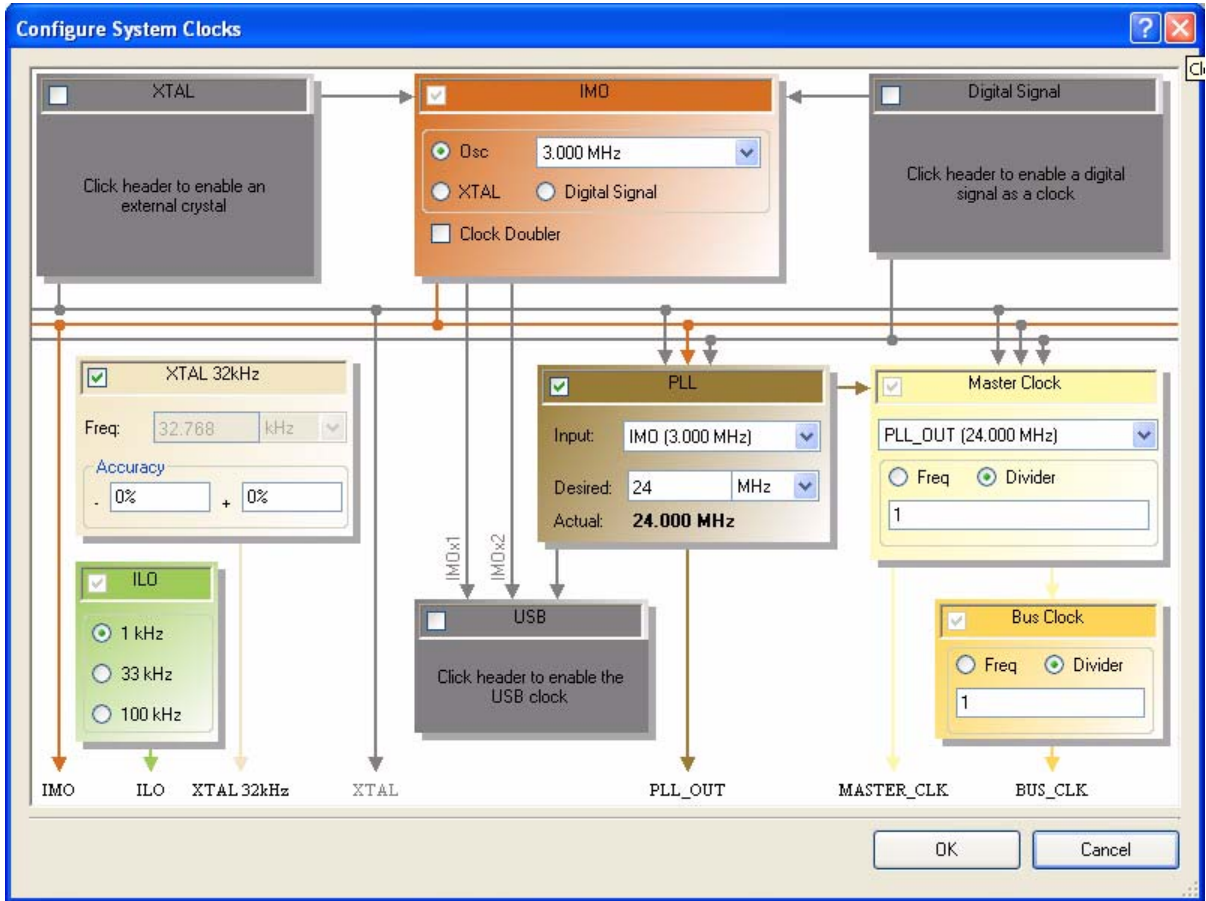 Configure System Clocks
Cl
XTAL
Click header to enable an
external crystal
IMO
Osc
3.000 MHz
XTAL
Digital Signal
Clock Doubler
Digital Signal
Click header to enable a digital
signal as a clock
XTAL 32kHz
Freq:
32.768
kHz
Accuracy
- 0%
+ 0%
IMOx1
IMOx2
PLL
Input:
IMO (3.000 MHz)
Desired:
24
MHz
Actual:
24.000 MHz
Master Clock
PLL_OUT (24.000 MHz)
Freq
Divider
1
ILO
1 kHz
33 kHz
100 kHz
USB
Click header to enable the
USB clock
Bus Clock
Freq
Divider
1
IMO
ILO
XTAL 32kHz
XTAL
PLL_OUT
MASTER_CLK
BUS_CLK
OK
Cancel